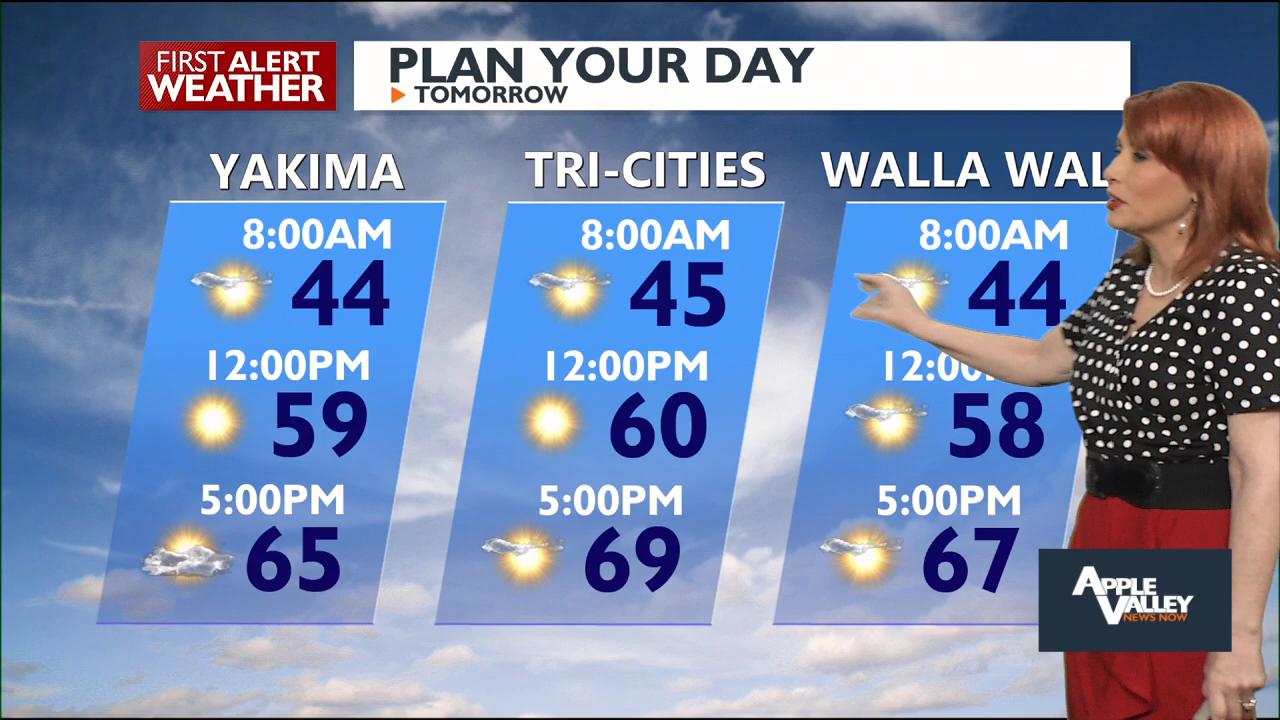 FIRST ALERT
WEATHER
PLAN YOUR DAY
TOMORROW
YAKIMA
8:00AM
44
12:00PM
59
5:00PM
65
TRI-CITIES
8:00AM
45
12:00PM
60
5:00PM
69
WALLA WAL
8:00AM
44
12:00
58
5:00PM
67
APPLE
VALLEY
NEWS NOW